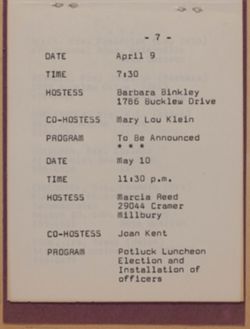 - 7 -
DATE April 9
TIME 7:30
HOSTESS Barbara Binkley
1786 Bucklew Drive
CO-HOSTESS Mary Lou Klein
PROGRAM To Be Announced
* * *
DATE May 10
TIME 11:30 p.m.
HOSTESS Marcia Reed
29044 Cramer
Millbury
CO-HOSTESS Joan Kent
PROGRAM Potluck Luncheon
Election and
Installation of
officers